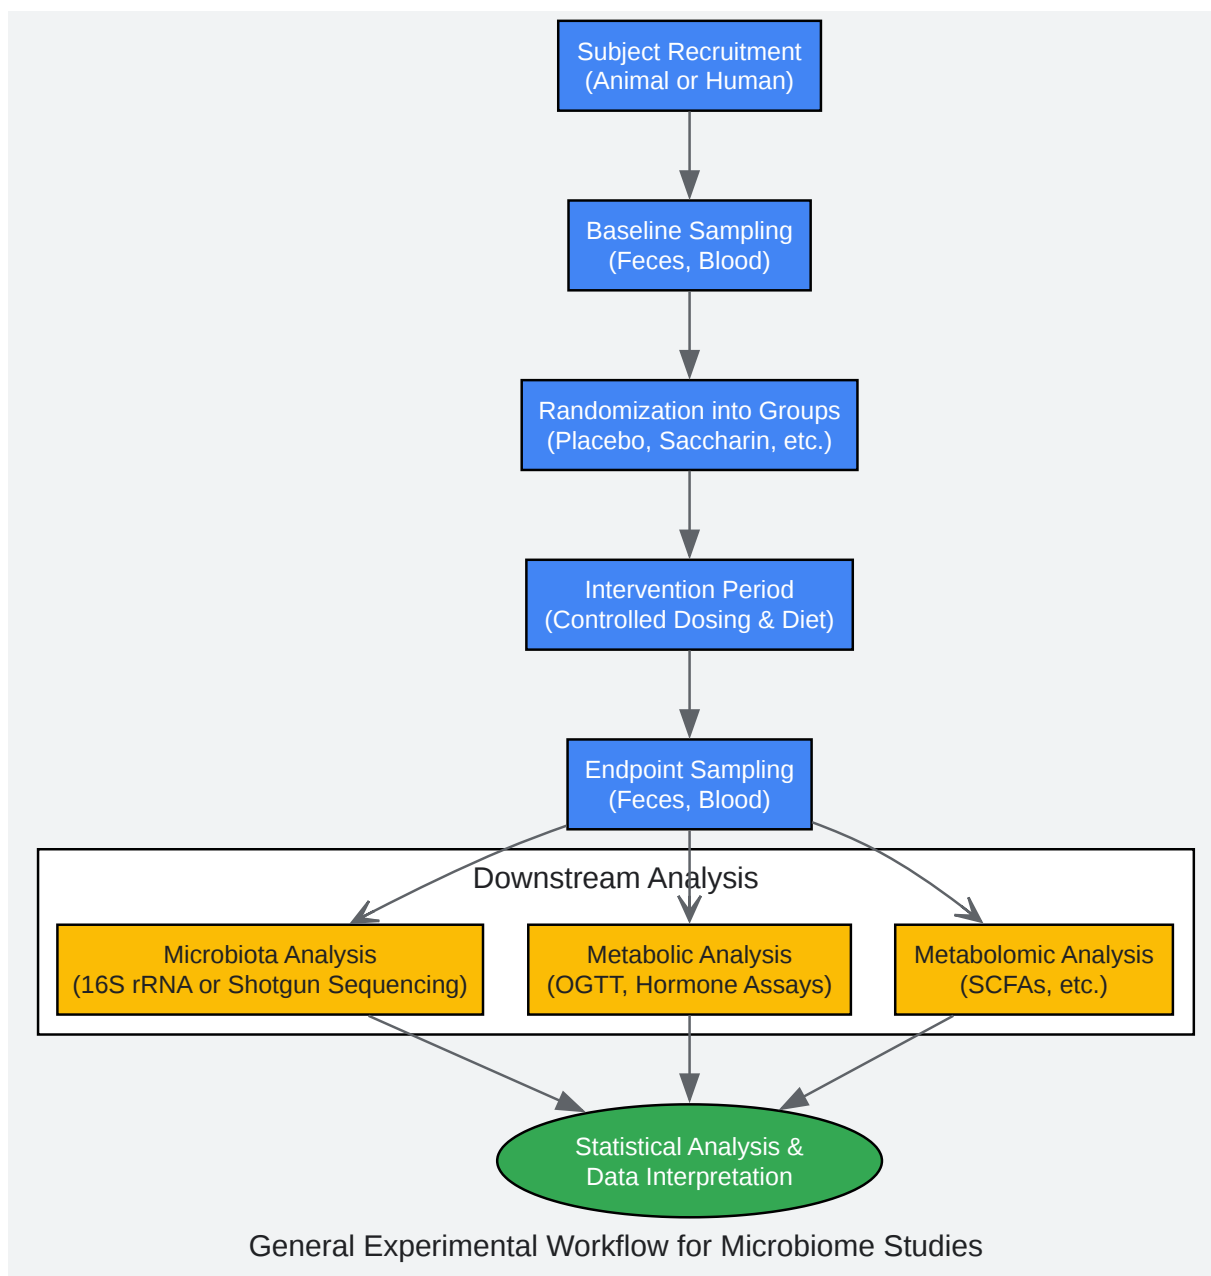 Subject Recruitment
(Animal or Human)
Baseline Sampling
(Feces, Blood)
Randomization into Groups
(Placebo, Saccharin, etc.)
Intervention Period
(Controlled Dosing & Diet)
Endpoint Sampling
(Feces, Blood)
Downstream Analysis
Microbiota Analysis
(16S rRNA or Shotgun Sequencing)
Metabolic Analysis
(OGTT, Hormone Assays)
Metabolomic Analysis
(SCFAs, etc.)
Statistical Analysis &
Data Interpretation
General Experimental Workflow for Microbiome Studies